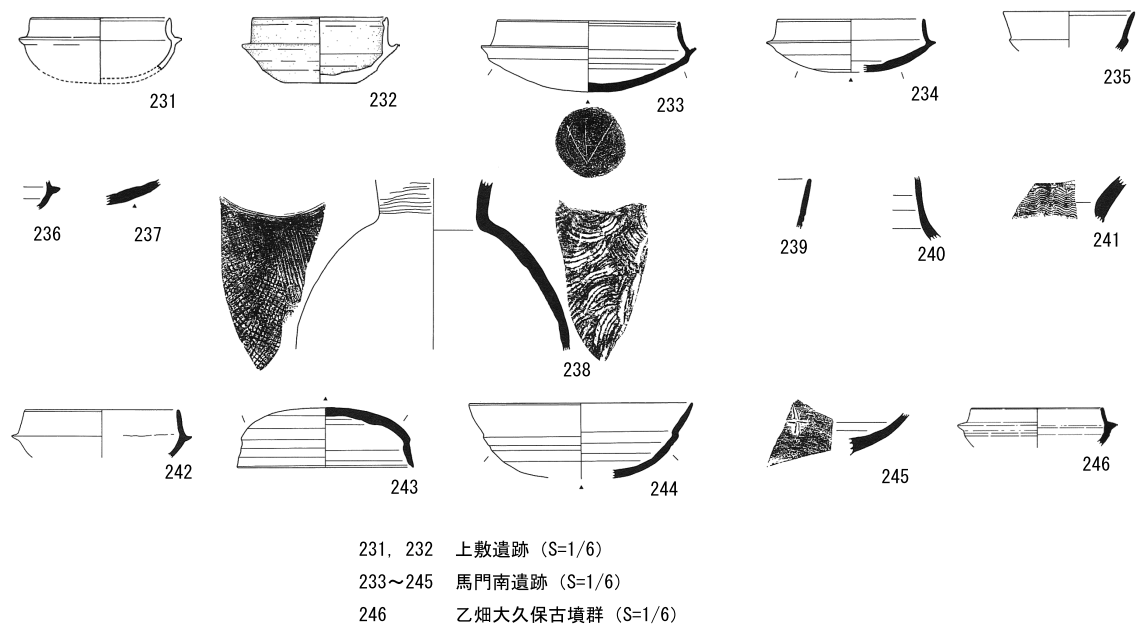 231 232 233 234 235
236 237 238 239 240 241
242 243 244 245 246
231, 232 上敷遺跡 (S=1/6)
233～245 馬門南遺跡 (S=1/6)
246 乙畑大久保古墳群 (S=1/6)